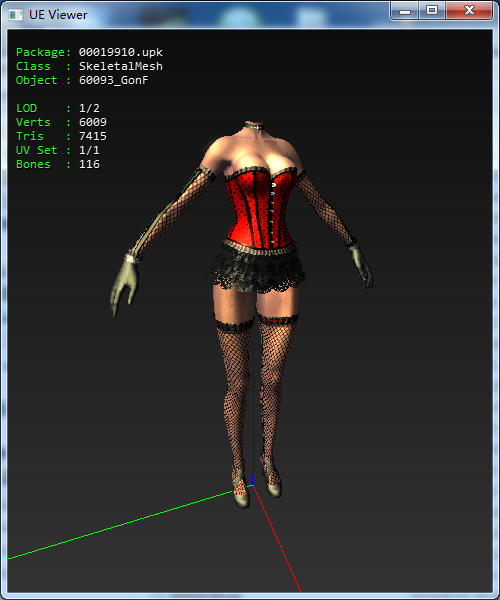 UE Viewer
Package: 00019910.upk
Class : SkeletalMesh
Object : 60093_GonF
LOD : 1/2
Verts : 6009
Tris : 7415
UV Set : 1/1
Bones : 116